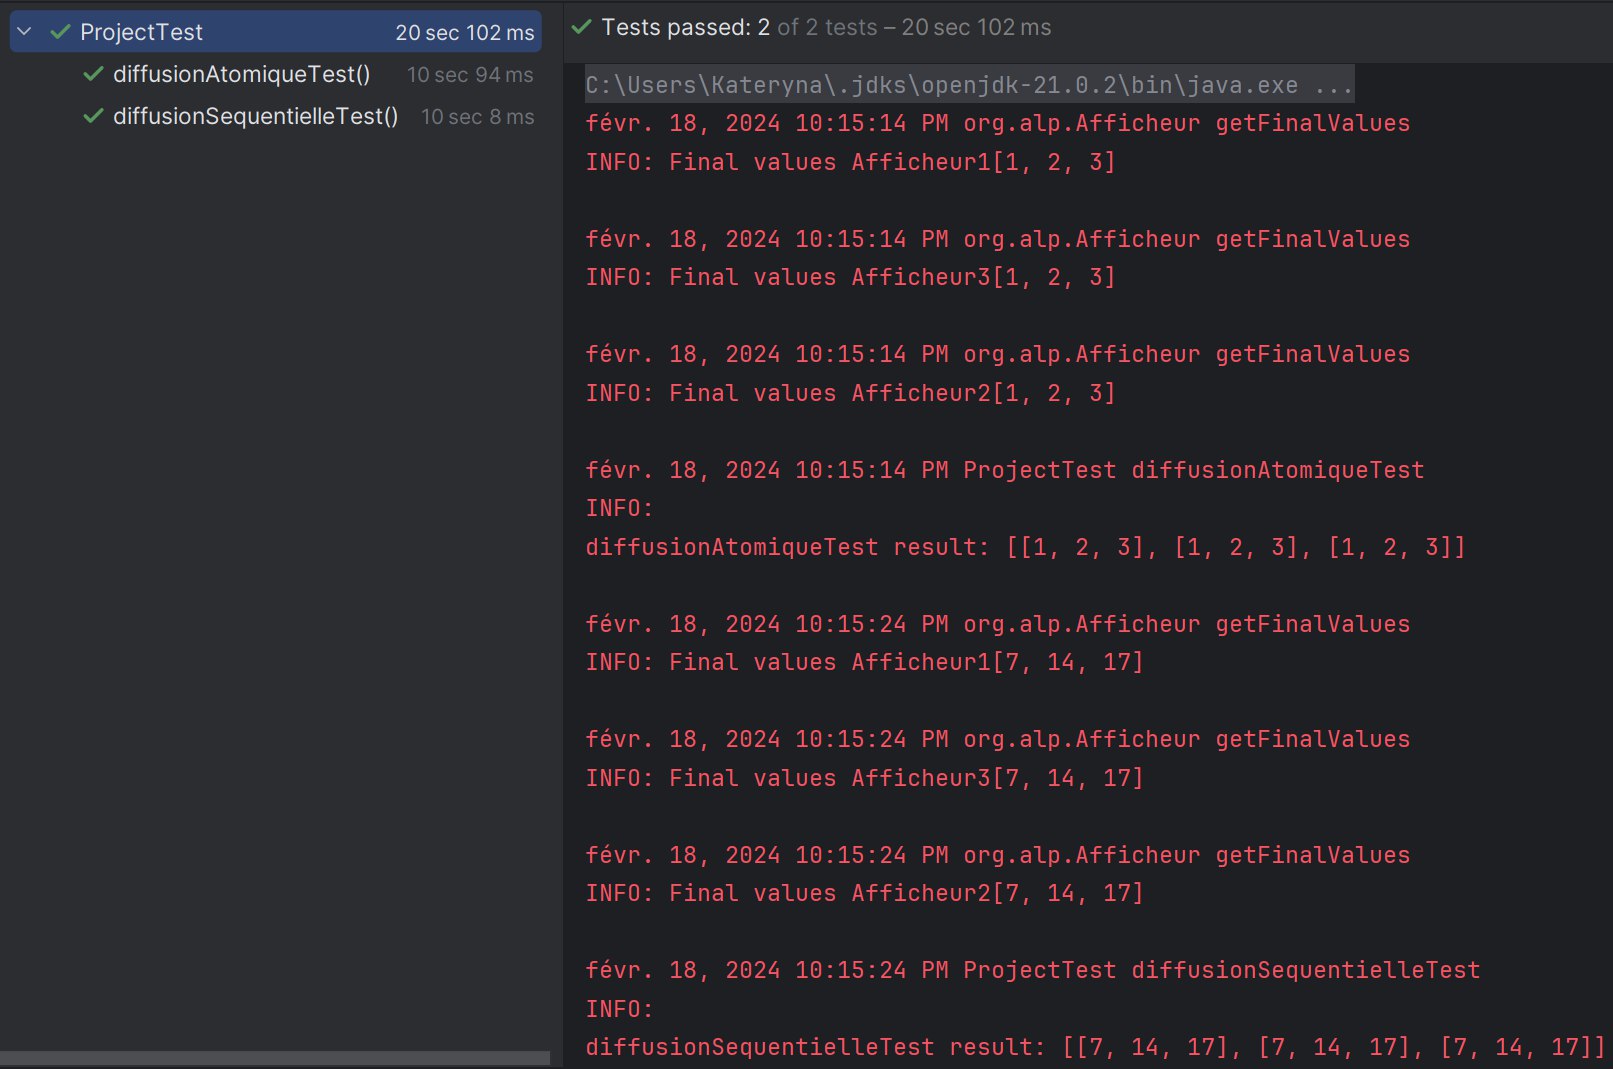 ProjectTest 20 sec 102 ms
diffusionAtomiqueTest() 10 sec 94 ms
diffusionSequentielleTest() 10 sec 8 ms
Tests passed: 2 of 2 tests – 20 sec 102 ms
C:\Users\Kateryna\.jdks\openjdk-21.0.2\bin\java.exe ...
févr. 18, 2024 10:15:14 PM org.alp.Afficheur getFinalValues
INFO: Final values Afficheur1[1, 2, 3]
févr. 18, 2024 10:15:14 PM org.alp.Afficheur getFinalValues
INFO: Final values Afficheur3[1, 2, 3]
févr. 18, 2024 10:15:14 PM org.alp.Afficheur getFinalValues
INFO: Final values Afficheur2[1, 2, 3]
févr. 18, 2024 10:15:14 PM ProjectTest diffusionAtomiqueTest
INFO:
diffusionAtomiqueTest result: [[1, 2, 3], [1, 2, 3], [1, 2, 3]]
févr. 18, 2024 10:15:24 PM org.alp.Afficheur getFinalValues
INFO: Final values Afficheur1[7, 14, 17]
févr. 18, 2024 10:15:24 PM org.alp.Afficheur getFinalValues
INFO: Final values Afficheur3[7, 14, 17]
févr. 18, 2024 10:15:24 PM org.alp.Afficheur getFinalValues
INFO: Final values Afficheur2[7, 14, 17]
févr. 18, 2024 10:15:24 PM ProjectTest diffusionSequentielleTest
INFO:
diffusionSequentielleTest result: [[7, 14, 17], [7, 14, 17], [7, 14, 17]]